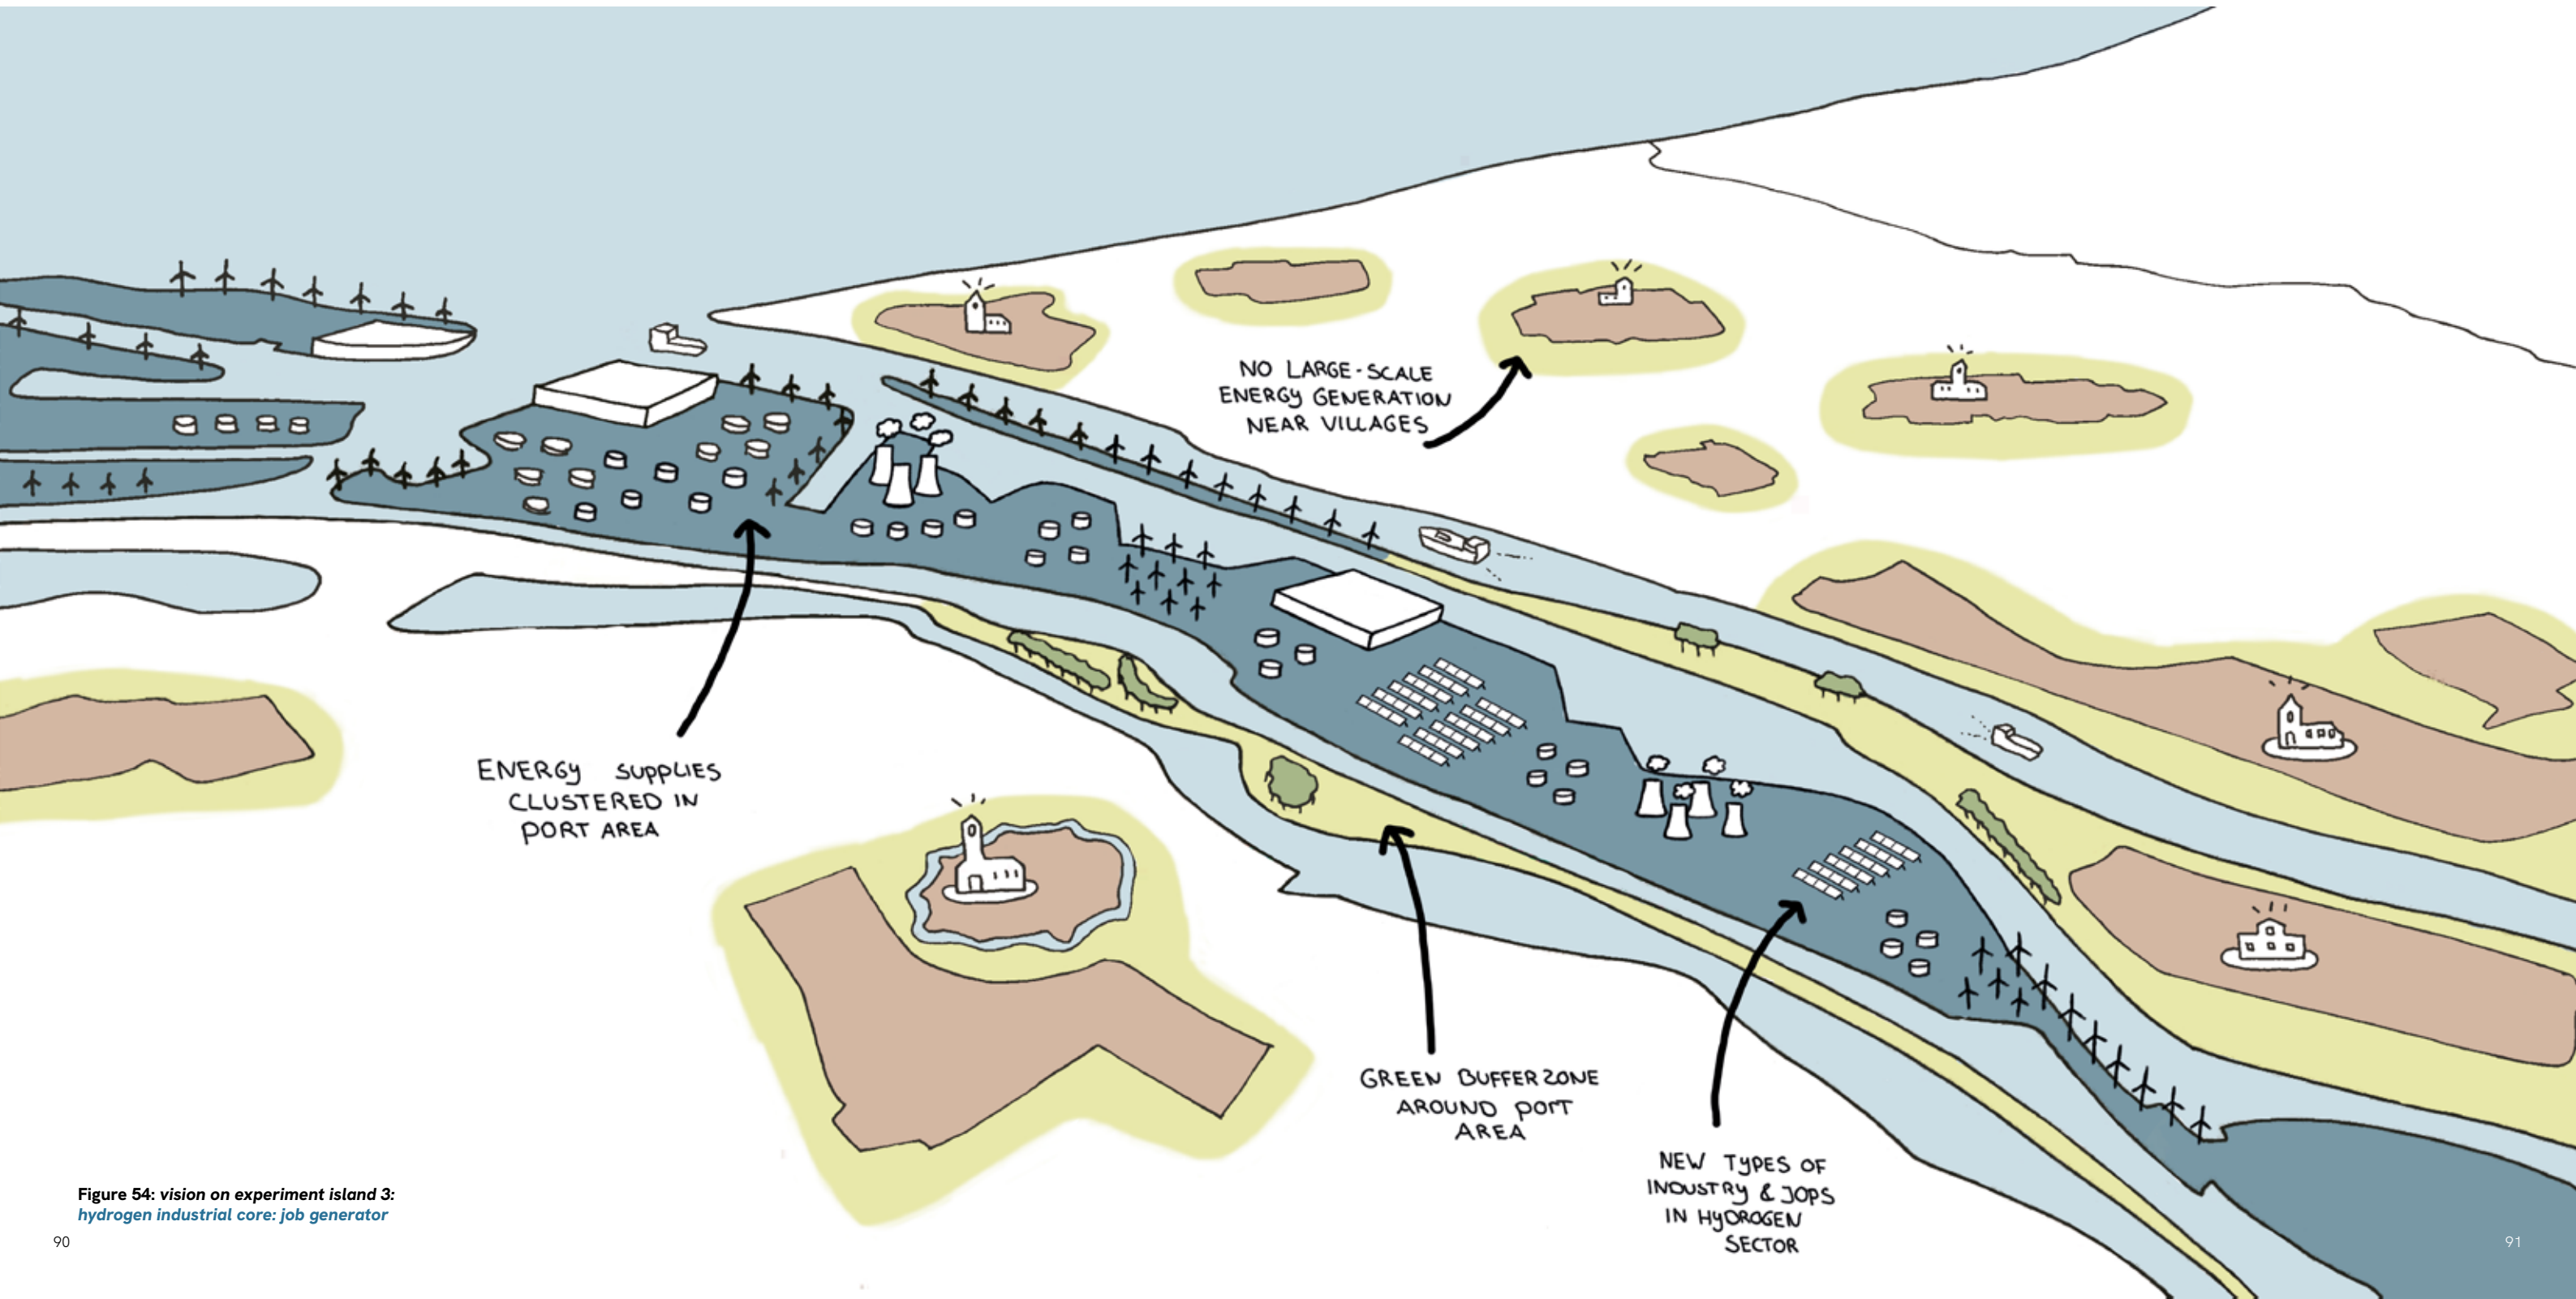 NO LARGE-SCALE
ENERGY GENERATION
NEAR VILLAGES
ENERGY SUPPLIES
CLUSTERED IN
PORT AREA
GREEN BUFFERZONE
AROUND PORT
AREA
NEW TYPES OF
INDUSTRY & JOPS
IN HYDROGEN
SECTOR
Figure 54: vision on experiment island 3:
hydrogen industrial core: job generator
90
91